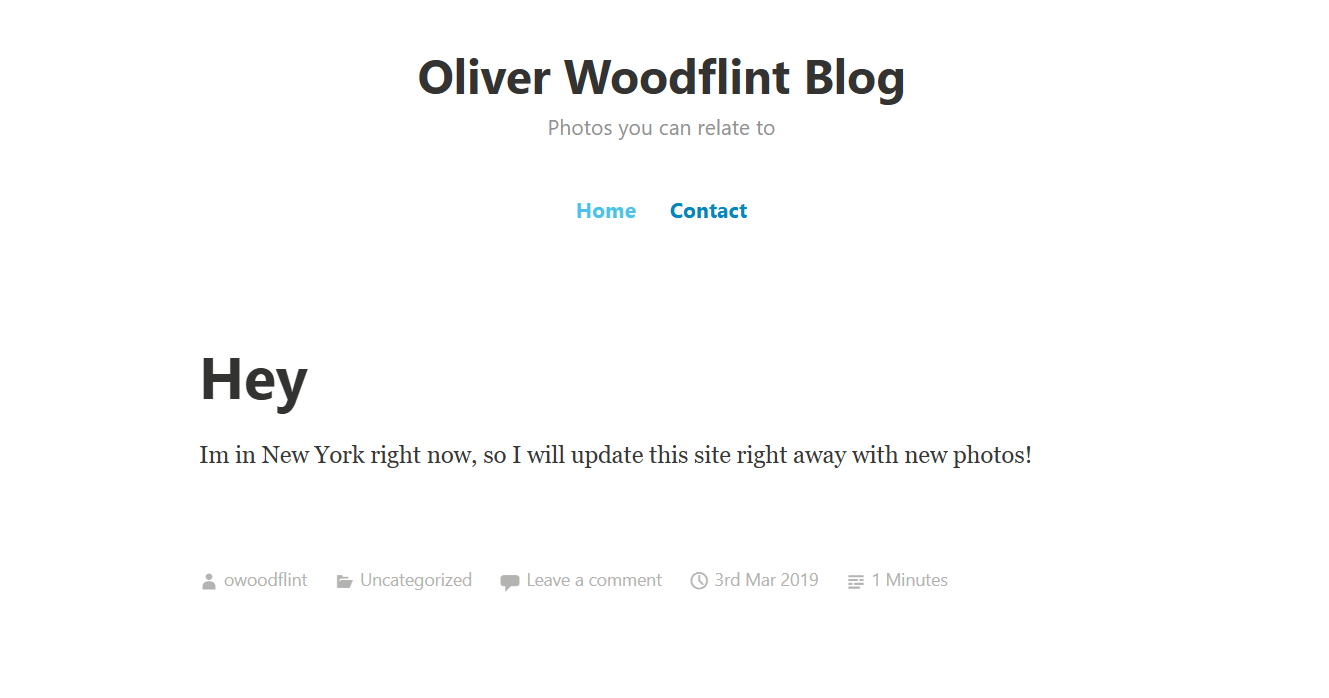 Oliver Woodflint Blog
Photos you can relate to
Home Contact
Hey
Im in New York right now, so I will update this site right away with new photos!
owoodflint Uncategorized Leave a comment 3rd Mar 2019 1 Minutes